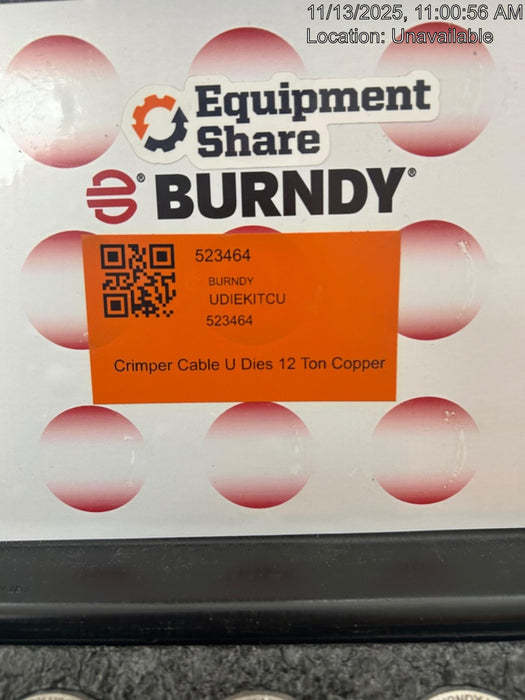 11/13/2025, 11:00:56 AM
Location: Unavailable
Equipment
Share
BURNDY®
523464
BURNDY
UDIEKITCU
523464
Crimper Cable U Dies 12 Ton Copper
BURNDY